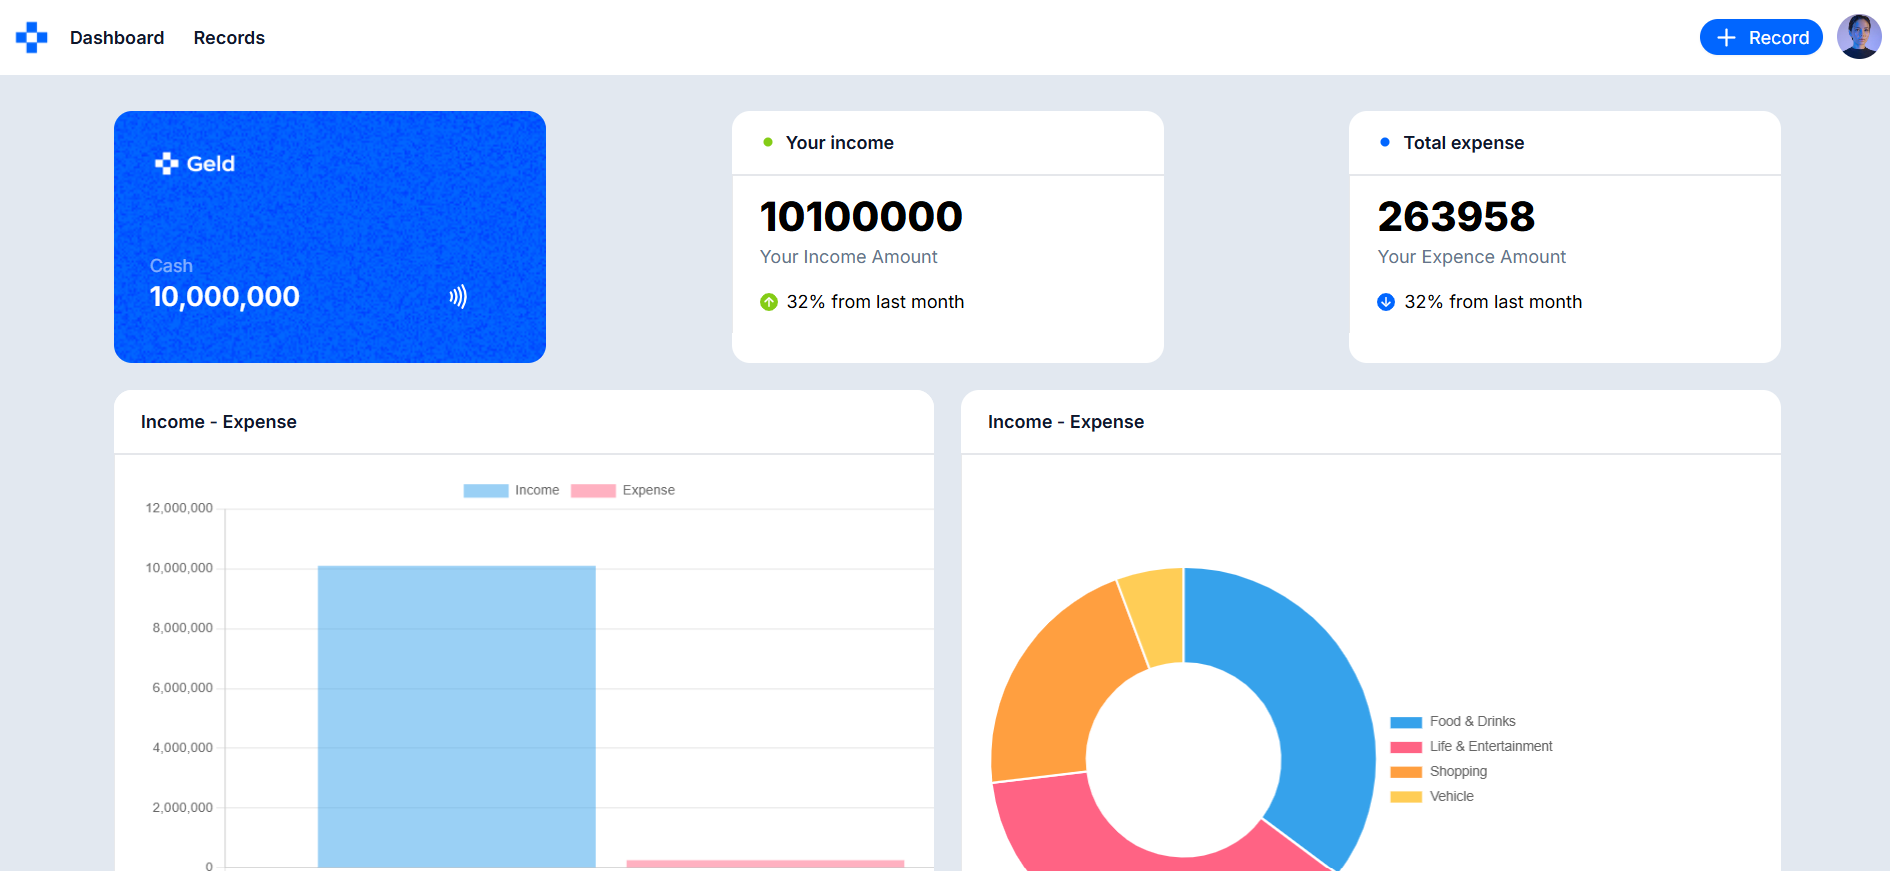 Dashboard Records
+ Record
Geld
Cash
10,000,000
Your income
10100000
Your Income Amount
32% from last month
Total expense
263958
Your Expence Amount
32% from last month
Income - Expense
Income Expense
12,000,000
10,000,000
8,000,000
6,000,000
4,000,000
2,000,000
0
Income - Expense
Food & Drinks
Life & Entertainment
Shopping
Vehicle